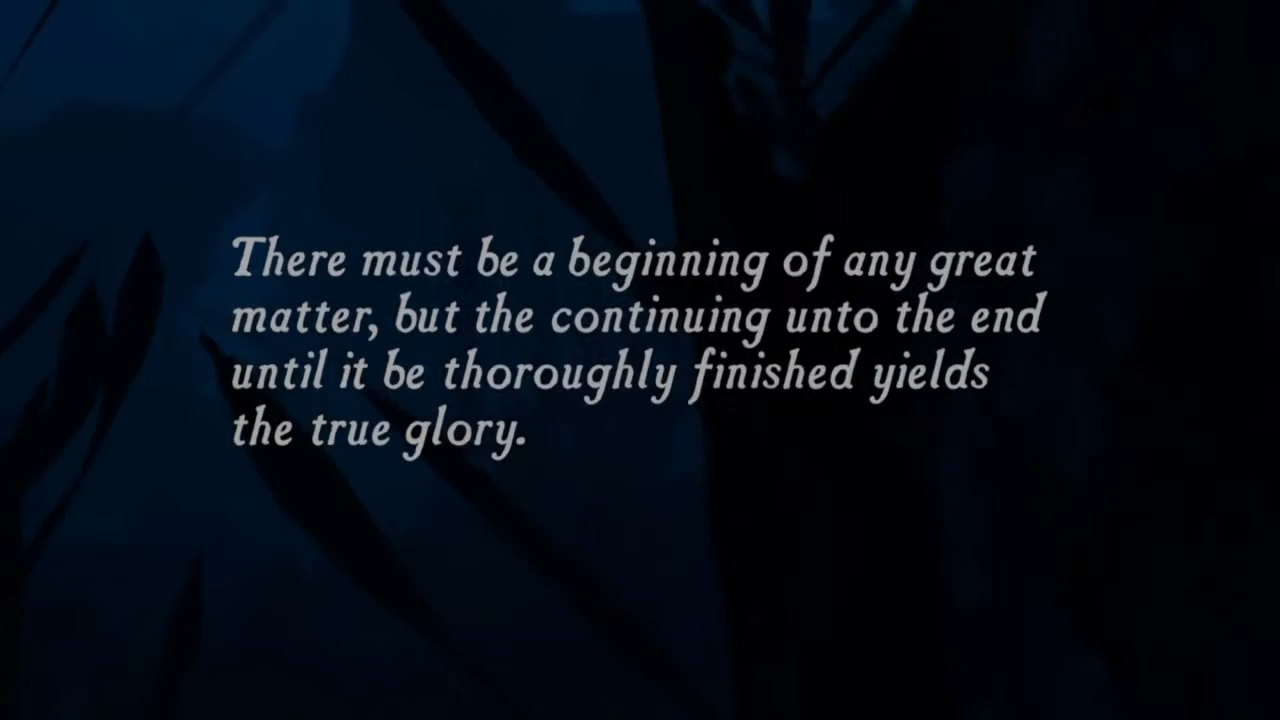 There must be a beginning of any great
matter, but the continuing unto the end
until it be thoroughly finished yields
the true glory.